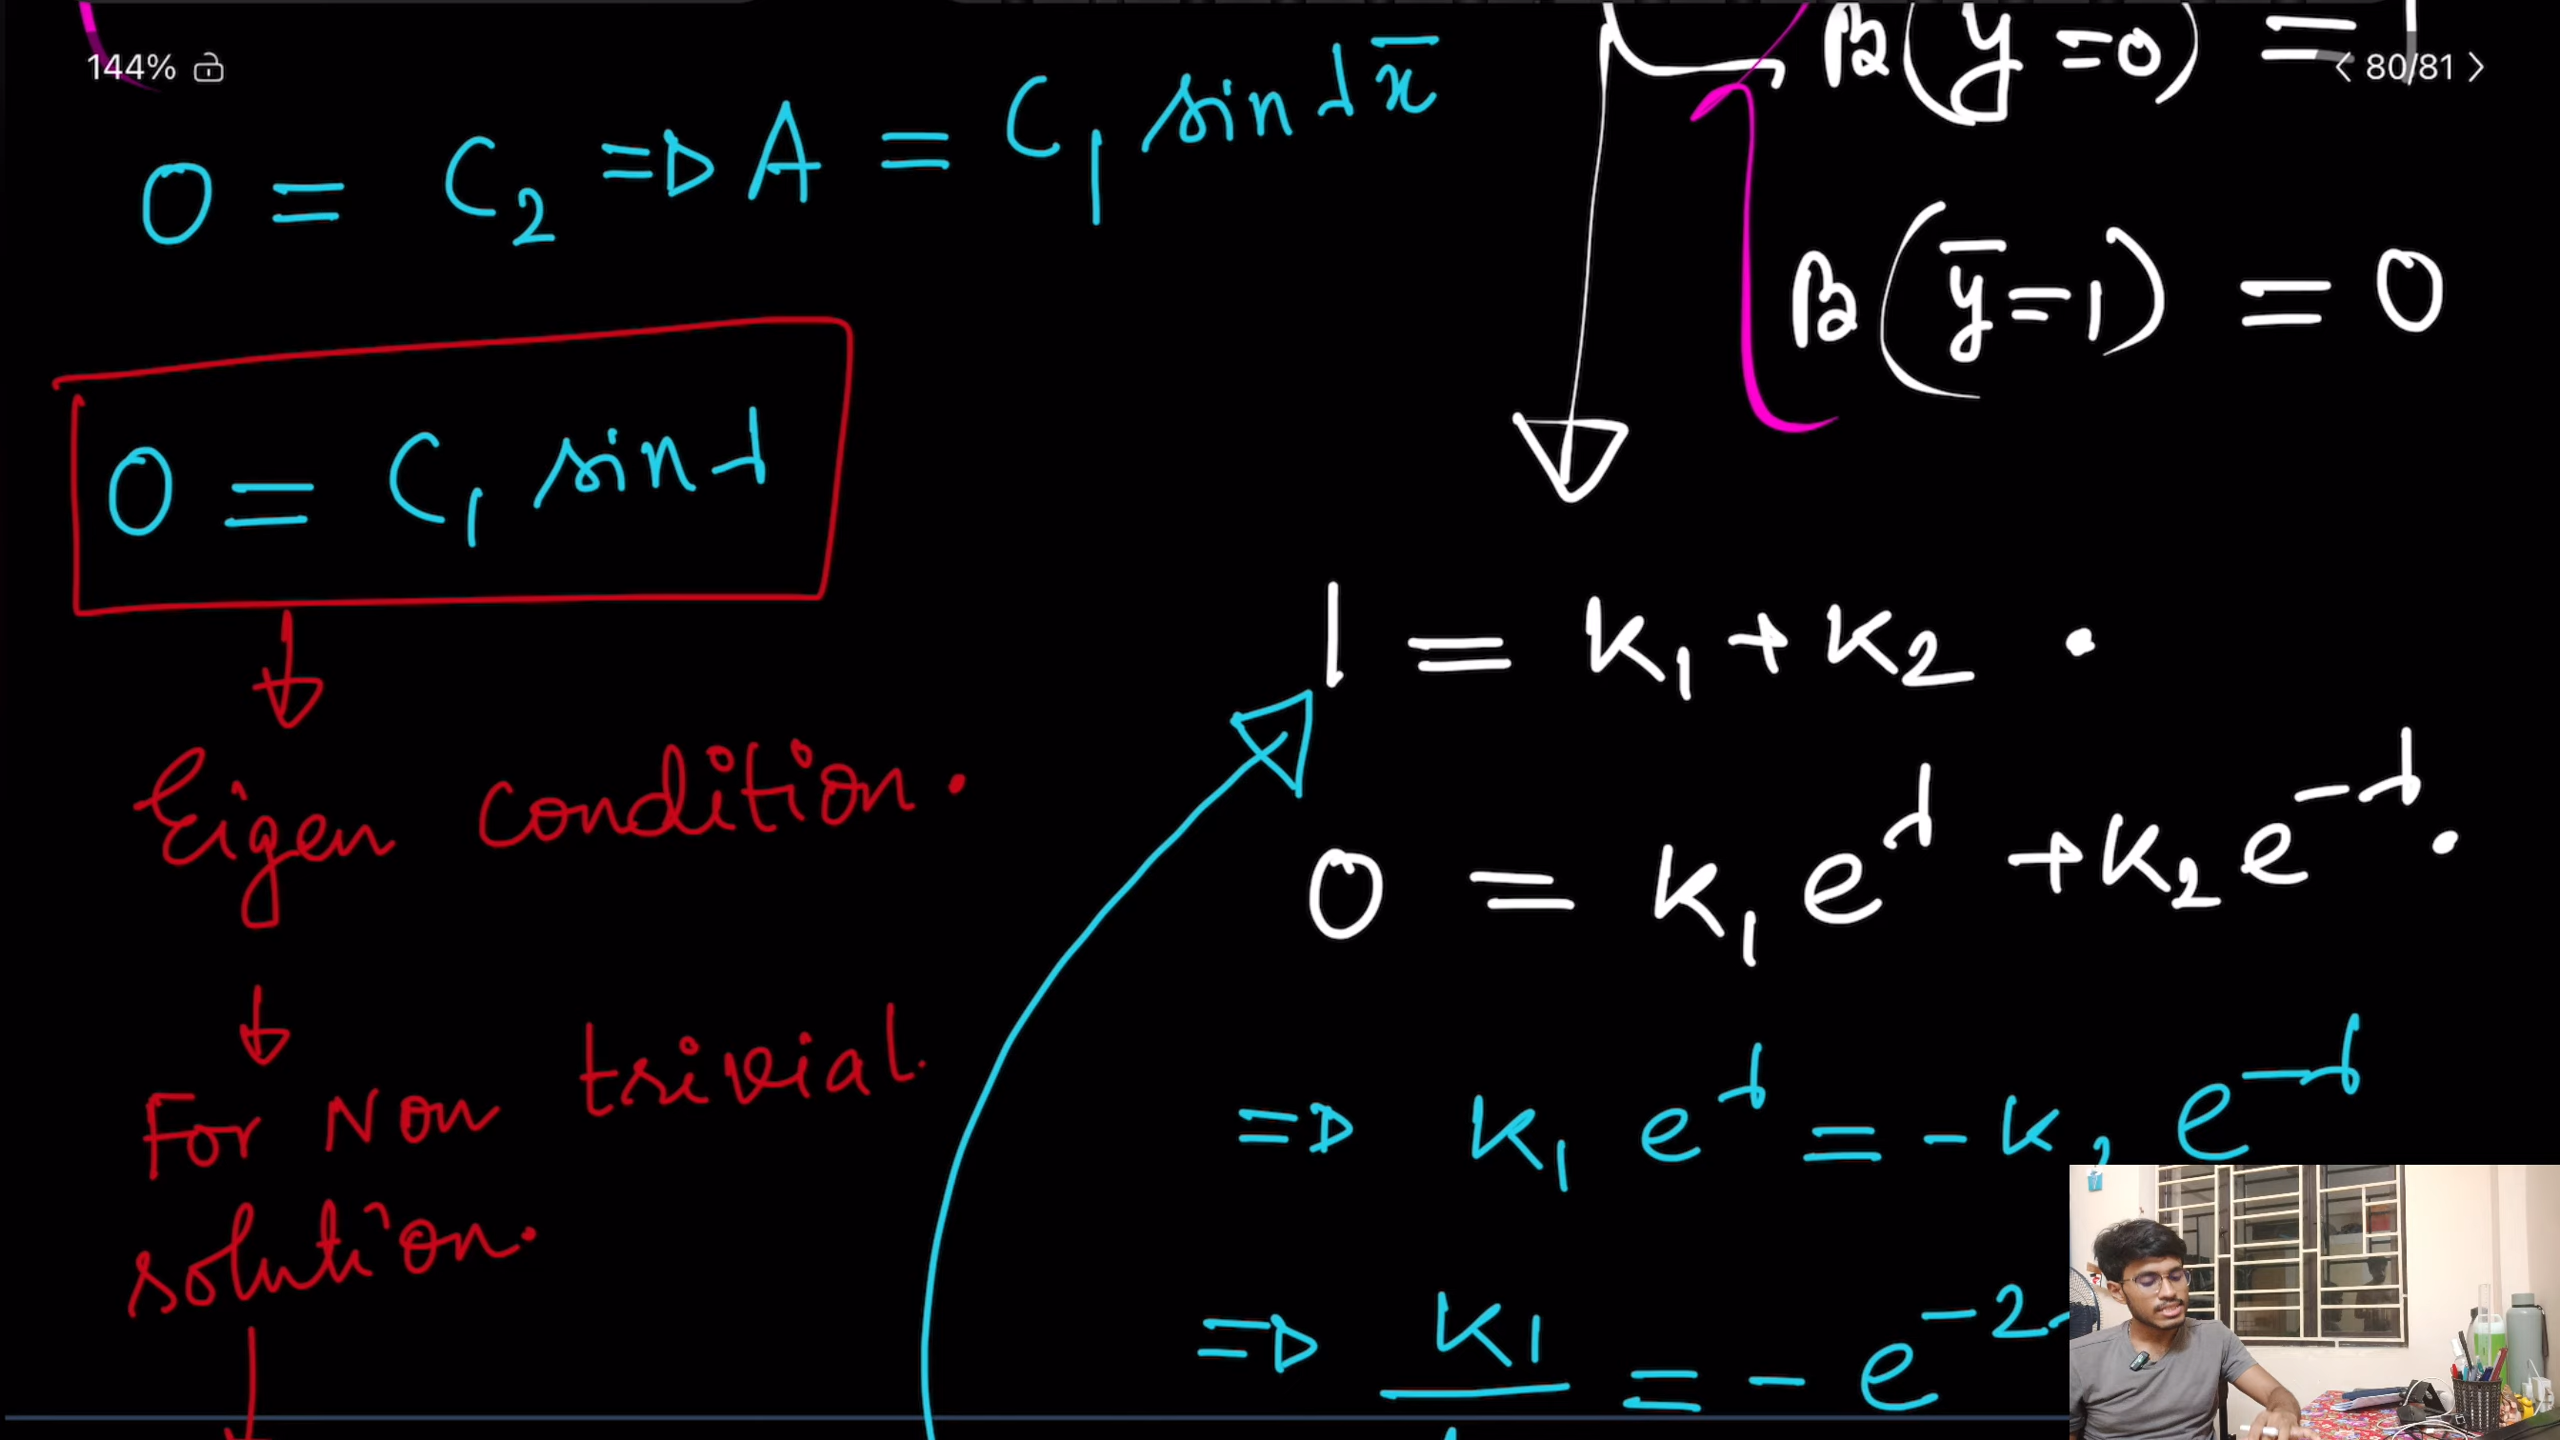 144%
80/81
0 = C₂ ⇒ A = C₁ sin λx̄
0 = C₁ sin λ
Eigen condition.
For Non trivial
solution.
B(y = 0) = 1
B(ȳ = 1) = 0
1 = K₁ + K₂ .
0 = K₁ e^λ + K₂ e^-λ .
⇒ K₁ e^λ = - K₂ e^-λ
⇒ K₁ = - e^-2